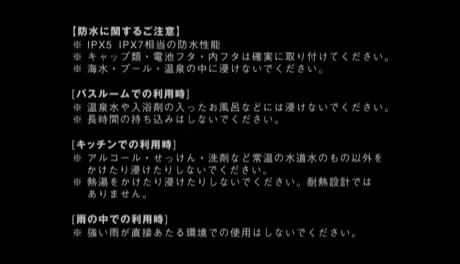 【防水に関するご注意】
※ IPX5 IPX7相当の防水性能
※ キャップ類・電池フタ・内フタは確実に取り付けてください。
※ 海水・プール・温泉の中に浸けないでください。
[バスルームでの利用時]
※ 温泉水や入浴剤の入ったお風呂などには浸けないでください。
※ 長時間の持ち込みはしないでください。
[キッチンでの利用時]
※ アルコール・せっけん・洗剤など常温の水道水のもの以外を
かけたり浸けたりしないでください。
※ 熱湯をかけたり浸けたりしないでください。耐熱設計では
ありません。
[雨の中での利用時]
※ 強い雨が直接あたる環境での使用はしないでください。